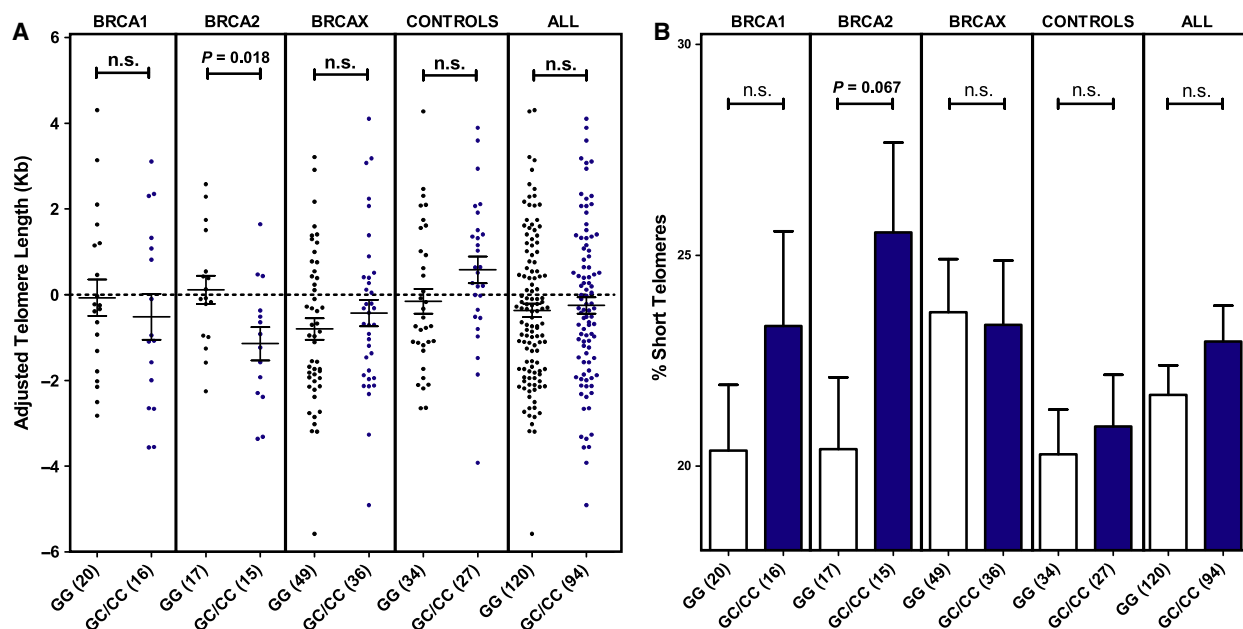 A
BRCA1 BRCA2 BRCAX CONTROLS ALL
Adjusted Telomere Length (Kb)
6
4
2
0
−2
−4
−6
n.s. P = 0.018 n.s. n.s. n.s.
GG (20) GC/CC (16) GG (17) GC/CC (15) GG (49) GC/CC (36) GG (34) GC/CC (27) GG (120) GC/CC (94)
B
BRCA1 BRCA2 BRCAX CONTROLS ALL
% Short Telomeres
30
25
20
n.s. P = 0.067 n.s. n.s. n.s.
GG (20) GC/CC (16) GG (17) GC/CC (15) GG (49) GC/CC (36) GG (34) GC/CC (27) GG (120) GC/CC (94)